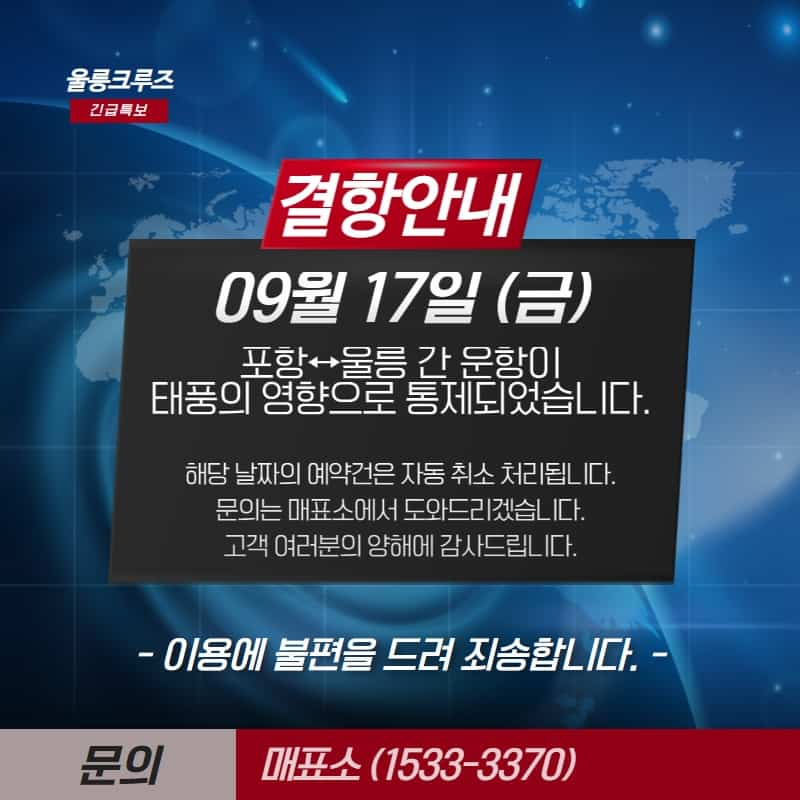 울릉크루즈
긴급특보
결항안내
09월 17일 (금)
포항↔울릉 간 운항이
태풍의 영향으로 통제되었습니다.
해당 날짜의 예약건은 자동 취소 처리됩니다.
문의는 매표소에서 도와드리겠습니다.
고객 여러분의 양해에 감사드립니다.
- 이용에 불편을 드려 죄송합니다. -
문의 매표소 (1533-3370)